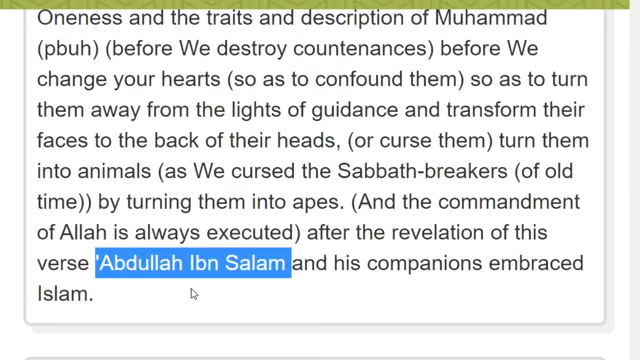 Oneness and the traits and description of Muhammad
(pbuh) (before We destroy countenances) before We
change your hearts (so as to confound them) so as to turn
them away from the lights of guidance and transform their
faces to the back of their heads, (or curse them) turn them
into animals (as We cursed the Sabbath-breakers (of old
time)) by turning them into apes. (And the commandment
of Allah is always executed) after the revelation of this
verse 'Abdullah Ibn Salam and his companions embraced
Islam.